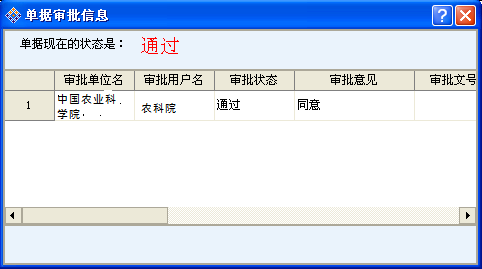 单据审批信息
单据现在的状态是： 通过
审批单位名 审批用户名 审批状态 审批意见 审批文号
1 中国农业科 农科院 通过 同意
学院